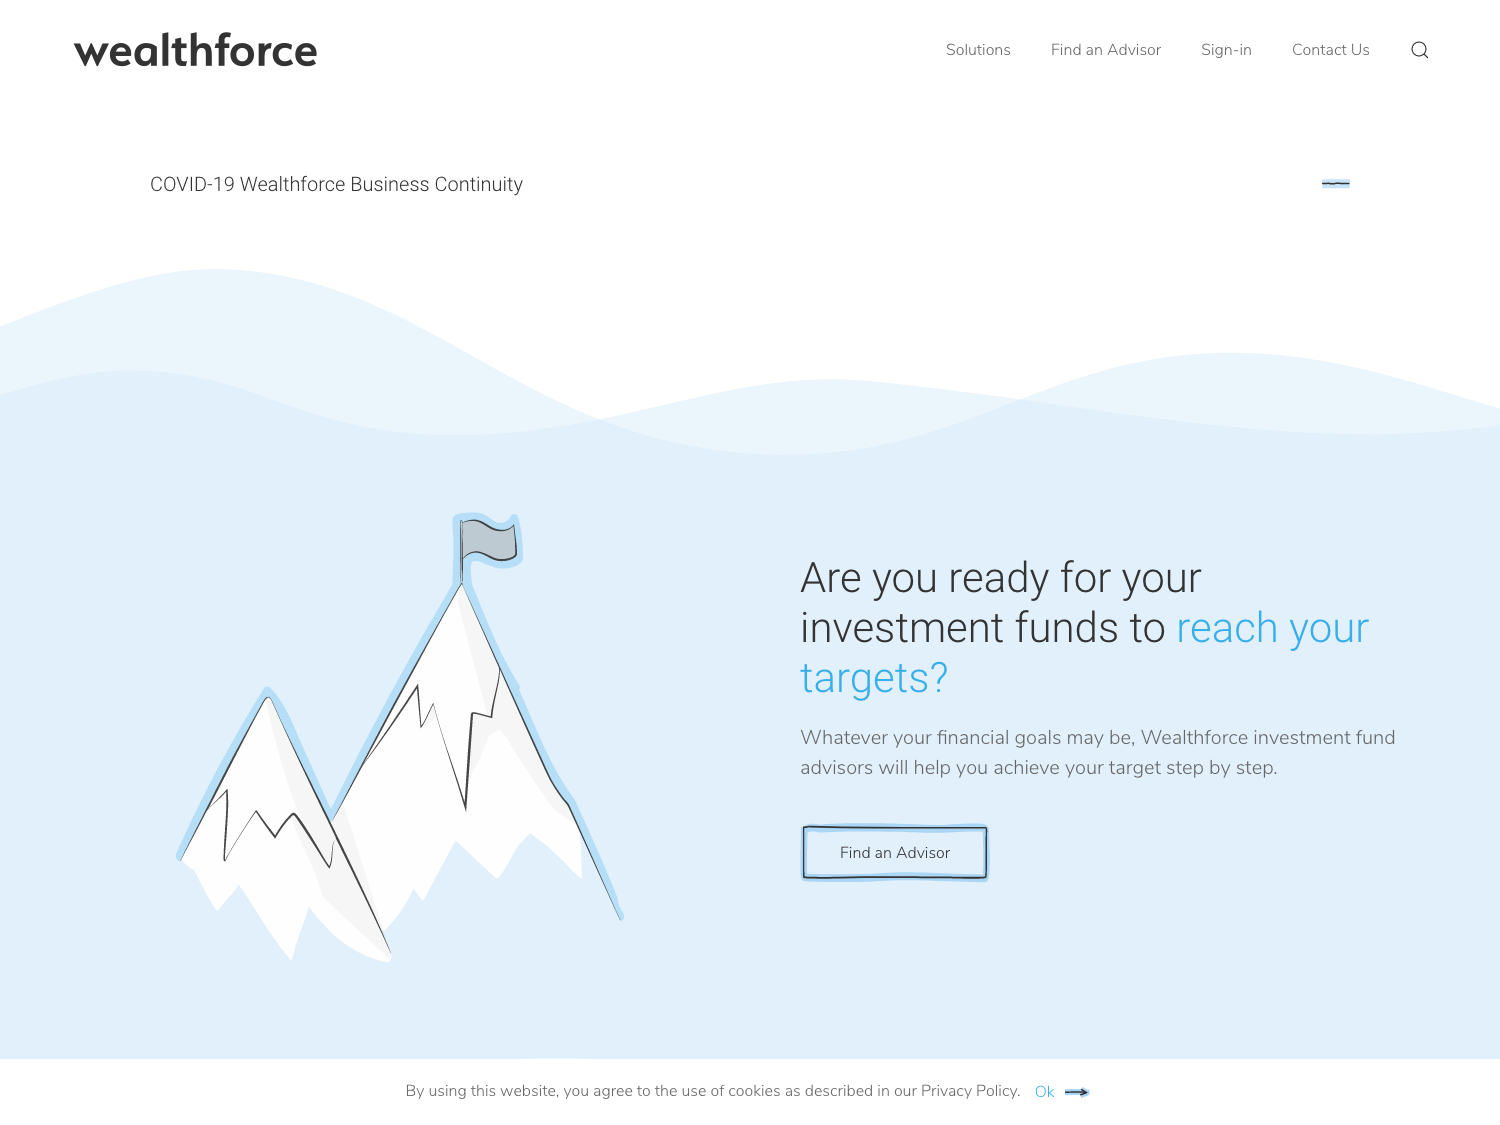 wealthforce
Solutions
Find an Advisor
Sign-in
Contact Us
COVID-19 Wealthforce Business Continuity
Are you ready for your
investment funds to reach your
targets?
Whatever your financial goals may be, Wealthforce investment fund
advisors will help you achieve your target step by step.
Find an Advisor
By using this website, you agree to the use of cookies as described in our Privacy Policy. Ok